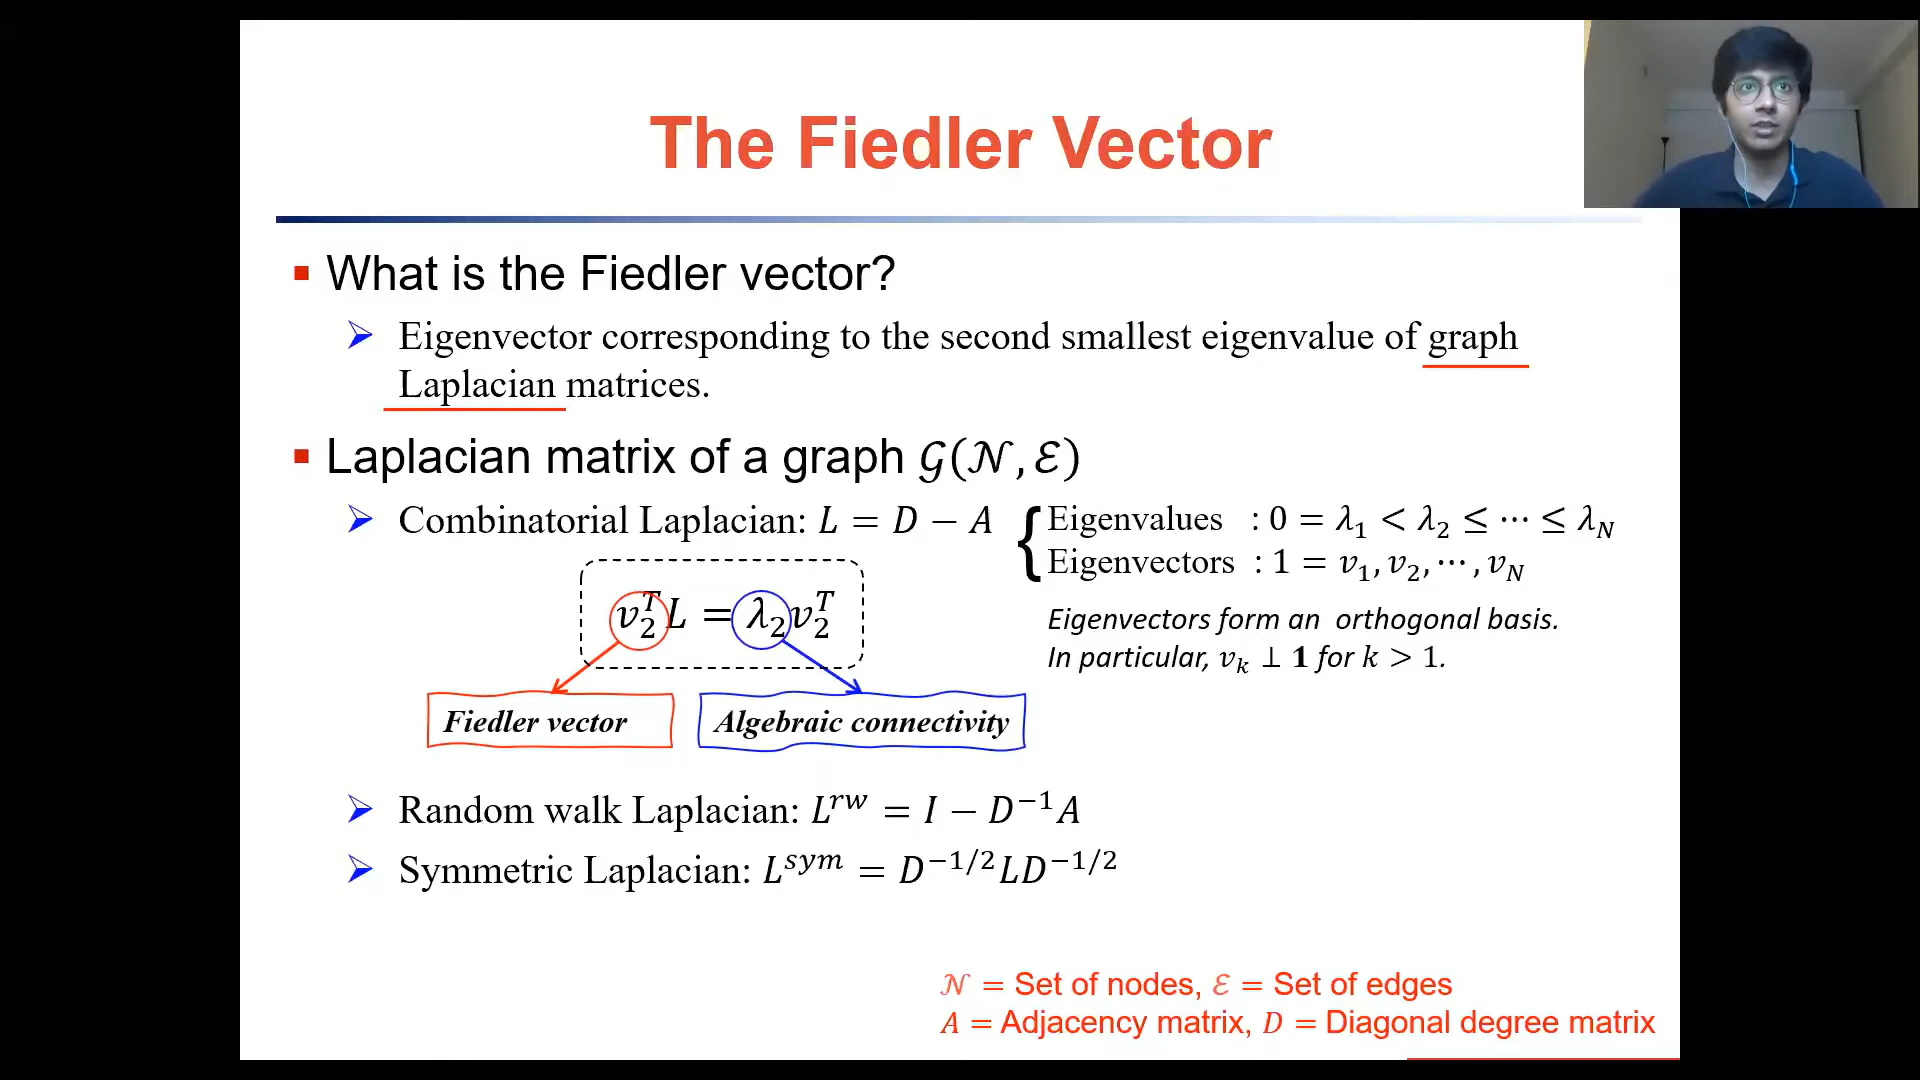 The Fiedler Vector
What is the Fiedler vector?
Eigenvector corresponding to the second smallest eigenvalue of graph
Laplacian matrices.
Laplacian matrix of a graph 𝒢(𝒩, ℰ)
Combinatorial Laplacian: L = D − A
Eigenvalues : 0 = λ₁ < λ₂ ≤ ⋯ ≤ λ_N
Eigenvectors : 1 = v₁, v₂, ⋯, v_N
v₂ᵀL = λ₂v₂ᵀ
Eigenvectors form an orthogonal basis.
In particular, v_k ⊥ 𝟏 for k > 1.
Fiedler vector
Algebraic connectivity
Random walk Laplacian: L^{rw} = I − D^{−1}A
Symmetric Laplacian: L^{sym} = D^{−1/2}LD^{−1/2}
𝒩 = Set of nodes, ℰ = Set of edges
A = Adjacency matrix, D = Diagonal degree matrix